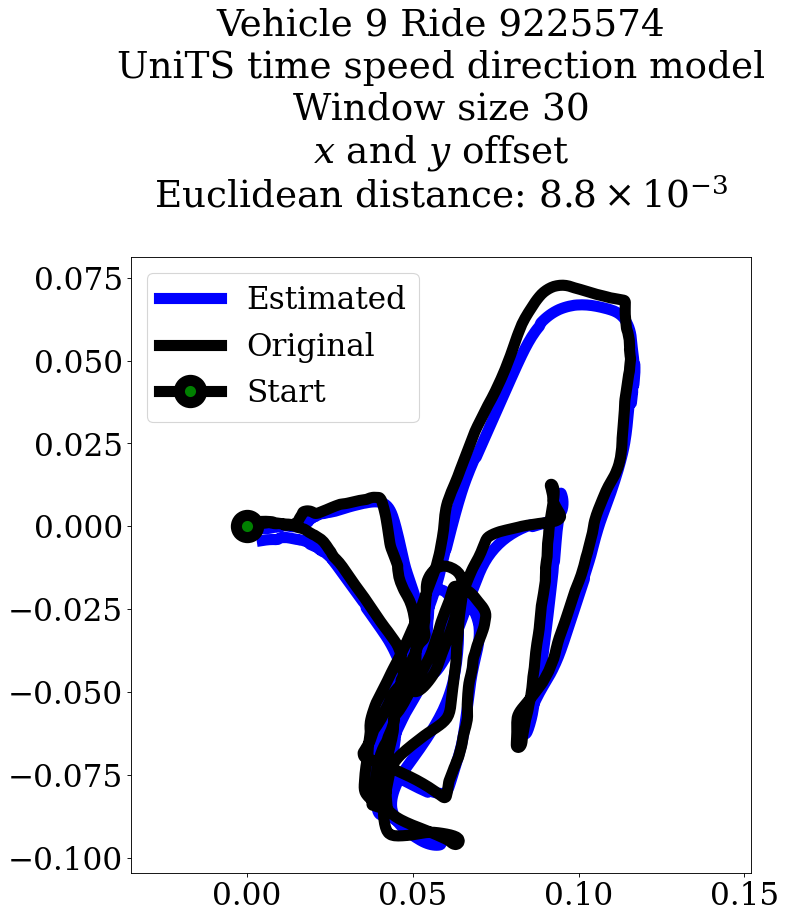 Vehicle 9 Ride 9225574
UniTS time speed direction model
Window size 30
x and y offset
Euclidean distance: 8.8 × 10⁻³
Estimated
Original
Start
0.075
0.050
0.025
0.000
−0.025
−0.050
−0.075
−0.100
0.00 0.05 0.10 0.15